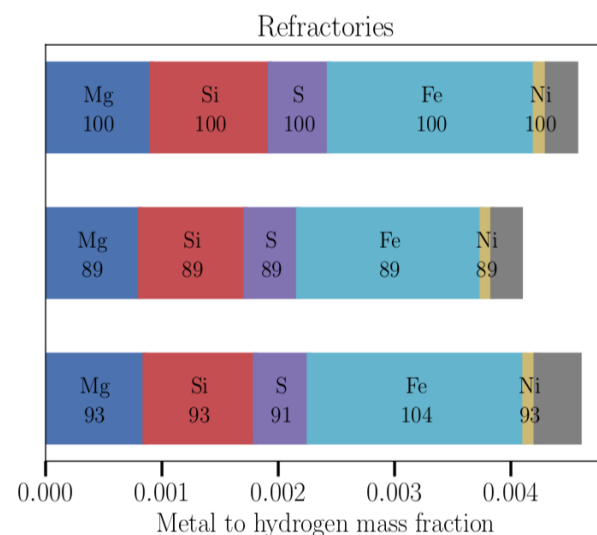 Refractories
Mg Si S Fe Ni
100 100 100 100 100
Mg Si S Fe Ni
89 89 89 89 89
Mg Si S Fe Ni
93 93 91 104 93
0.000 0.001 0.002 0.003 0.004
Metal to hydrogen mass fraction